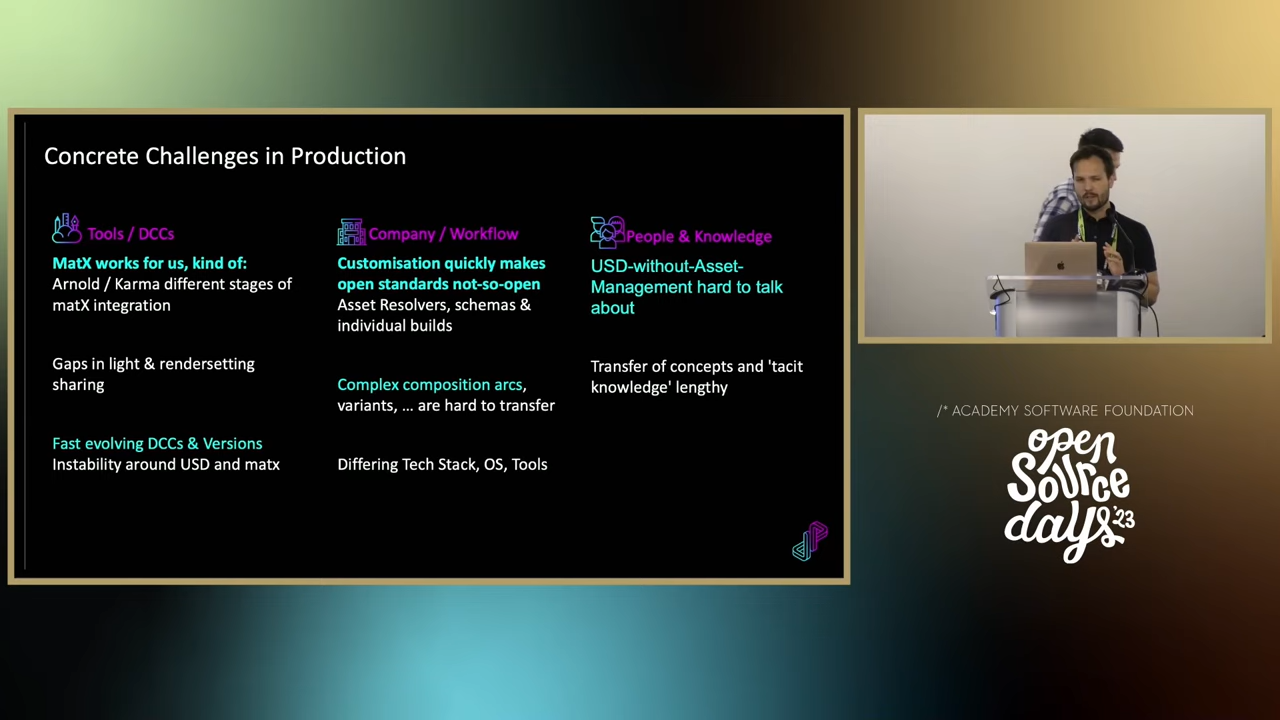 Concrete Challenges in Production
Tools / DCCs
MatX works for us, kind of:
Arnold / Karma different stages of
matX integration
Gaps in light & rendersetting
sharing
Fast evolving DCCs & Versions
Instability around USD and matx
Company / Workflow
Customisation quickly makes
open standards not-so-open
Asset Resolvers, schemas &
individual builds
Complex composition arcs,
variants, ... are hard to transfer
Differing Tech Stack, OS, Tools
People & Knowledge
USD-without-Asset-
Management hard to talk
about
Transfer of concepts and 'tacit
knowledge' lengthy
/* ACADEMY SOFTWARE FOUNDATION
open
Source
days '23